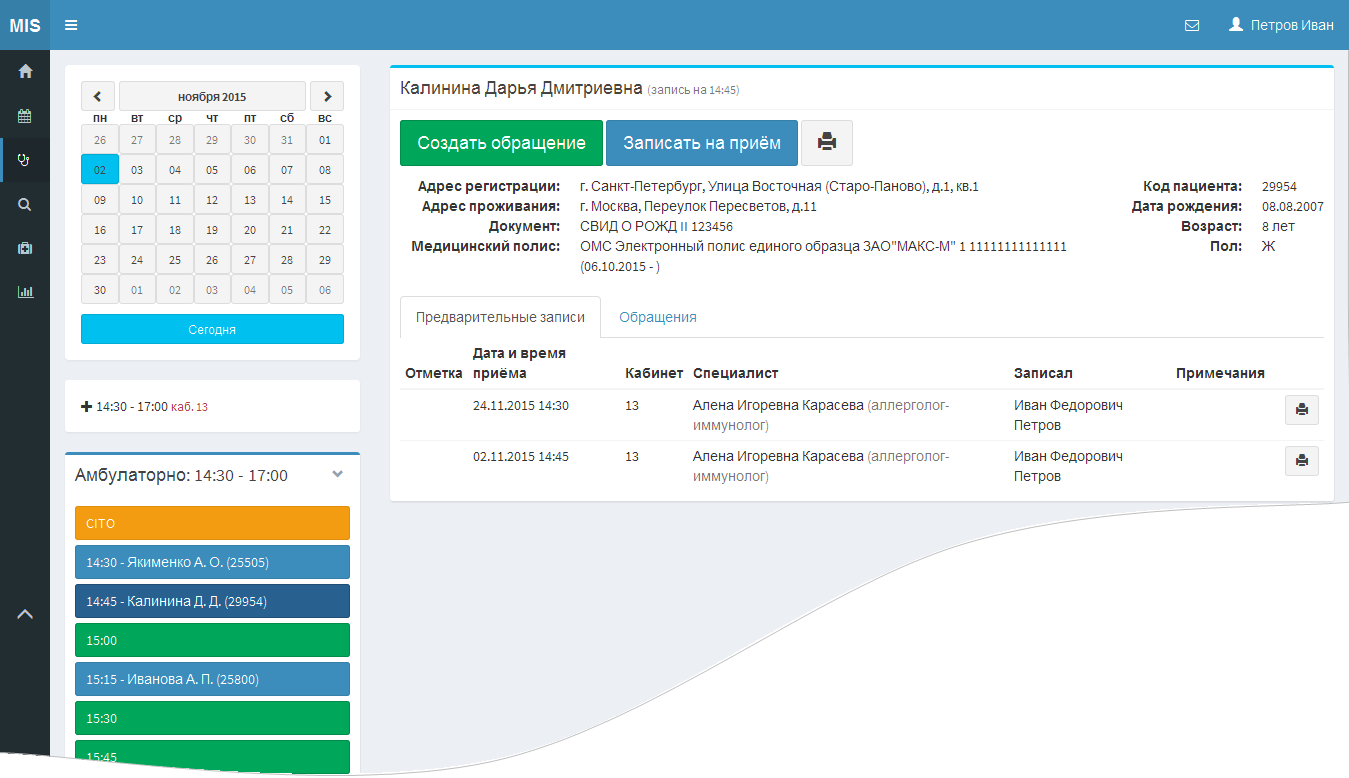 MIS
Петров Иван
ноября 2015
пн вт ср чт пт сб вс
26 27 28 29 30 31 01
02 03 04 05 06 07 08
09 10 11 12 13 14 15
16 17 18 19 20 21 22
23 24 25 26 27 28 29
30 01 02 03 04 05 06
Сегодня
14:30 - 17:00 каб. 13
Амбулаторно: 14:30 - 17:00
CITO
14:30 - Якименко А. О. (25505)
14:45 - Калинина Д. Д. (29954)
15:00
15:15 - Иванова А. П. (25800)
15:30
15:45
Калинина Дарья Дмитриевна (запись на 14:45)
Создать обращение Записать на приём
Адрес регистрации: г. Санкт-Петербург, Улица Восточная (Старо-Паново), д.1, кв.1 Код пациента: 29954
Адрес проживания: г. Москва, Переулок Пересветов, д.11 Дата рождения: 08.08.2007
Документ: СВИД О РОЖД II 123456 Возраст: 8 лет
Медицинский полис: ОМС Электронный полис единого образца ЗАО"МАКС-М" 1 11111111111111 Пол: Ж
(06.10.2015 - )
Предварительные записи Обращения
Дата и время
Отметка приёма Кабинет Специалист Записал Примечания
24.11.2015 14:30 13 Алена Игоревна Карасева (аллерголог- Иван Федорович
иммунолог) Петров
02.11.2015 14:45 13 Алена Игоревна Карасева (аллерголог- Иван Федорович
иммунолог) Петров